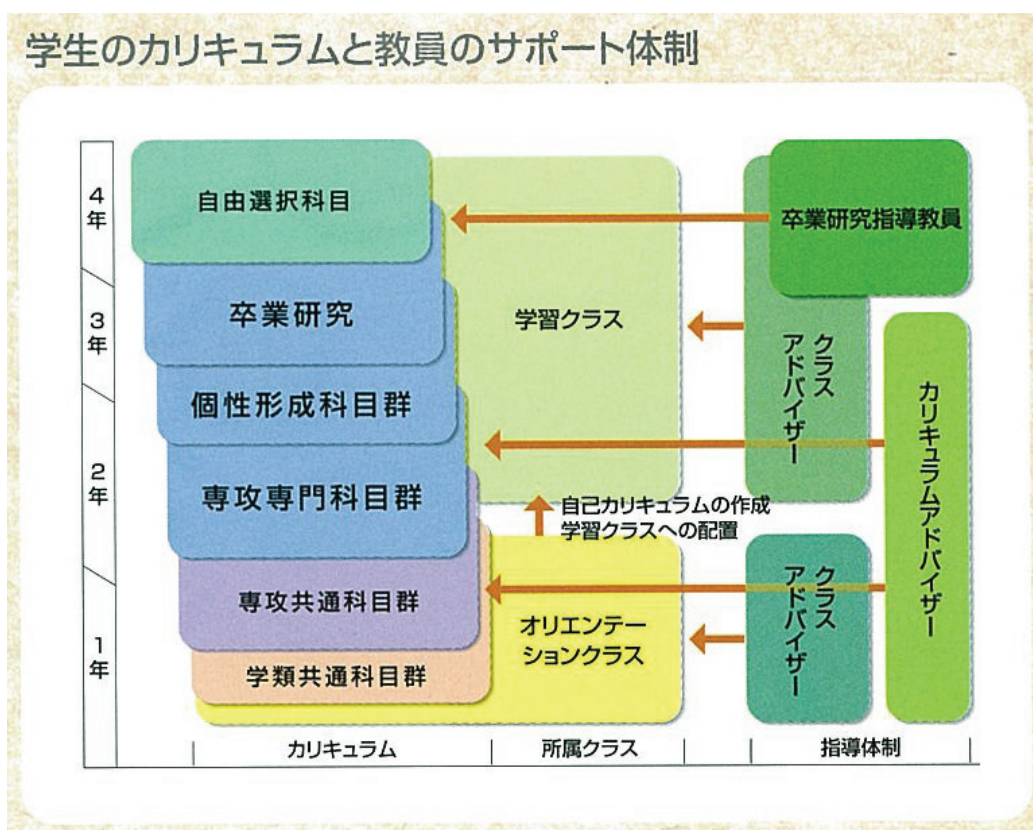 学生のカリキュラムと教員のサポート体制
4年
3年
2年
1年
自由選択科目
卒業研究
個性形成科目群
専攻専門科目群
専攻共通科目群
学類共通科目群
学習クラス
自己カリキュラムの作成
学習クラスへの配置
オリエンテー
ションクラス
卒業研究指導教員
クラス
アドバイザー
カリキュラムアドバイザー
クラス
アドバイザー
カリキュラム
所属クラス
指導体制